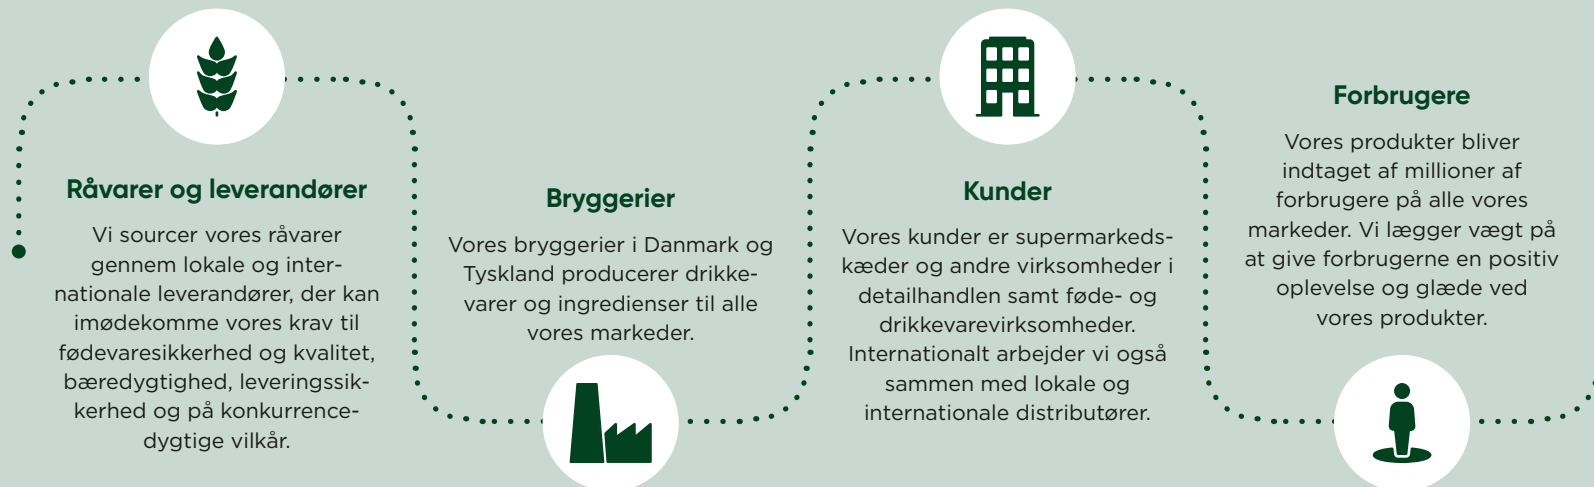 Råvarer og leverandører
Vi sourcer vores råvarer
gennem lokale og inter-
nationale leverandører, der kan
imødekomme vores krav til
fødevaresikkerhed og kvalitet,
bæredygtighed, leveringssik-
kerhed og på konkurrence-
dygtige vilkår.
Bryggerier
Vores bryggerier i Danmark og
Tyskland producerer drikke-
varer og ingredienser til alle
vores markeder.
Kunder
Vores kunder er supermarkeds-
kæder og andre virksomheder i
detailhandlen samt føde- og
drikkevarevirksomheder.
Internationalt arbejder vi også
sammen med lokale og
internationale distributører.
Forbrugere
Vores produkter bliver
indtaget af millioner af
forbrugere på alle vores
markeder. Vi lægger vægt på
at give forbrugerne en positiv
oplevelse og glæde ved
vores produkter.